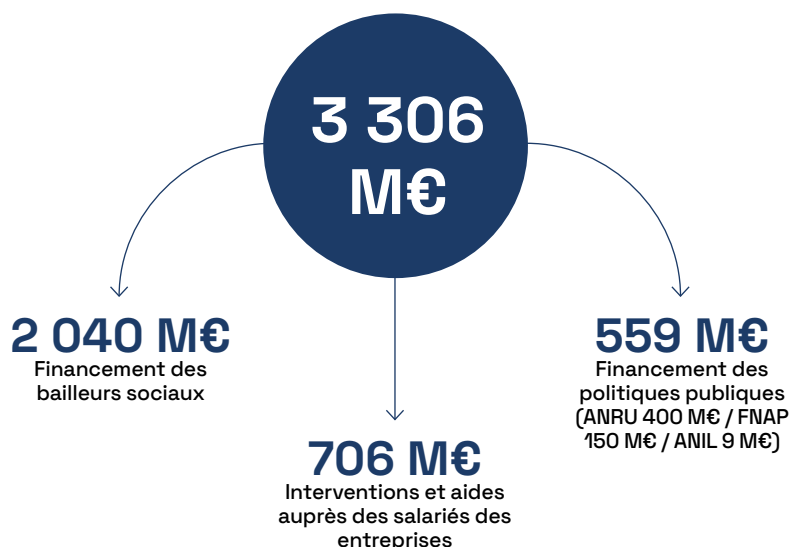 3 306
M€
2 040 M€
Financement des
bailleurs sociaux
706 M€
Interventions et aides
auprès des salariés des
entreprises
559 M€
Financement des
politiques publiques
(ANRU 400 M€ / FNAP
150 M€ / ANIL 9 M€)